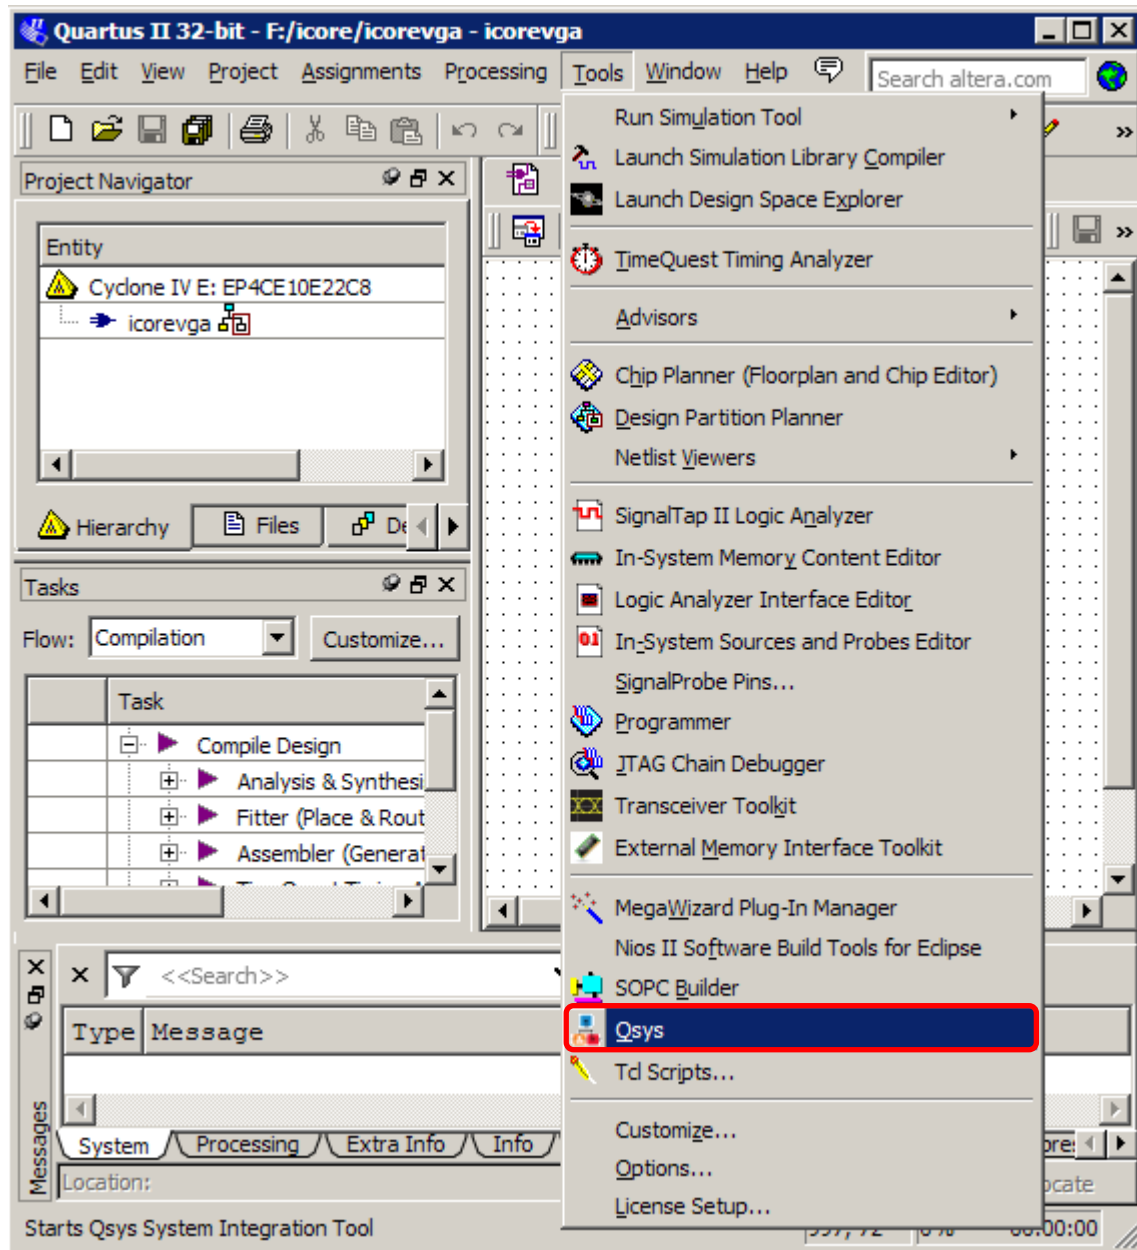 Quartus II 32-bit - F:/icore/icorevga - icorevga
File Edit View Project Assignments Processing Tools Window Help Search altera.com
Project Navigator
Entity
Cyclone IV E: EP4CE10E22C8
icorevga
Hierarchy Files De
Tasks
Flow: Compilation Customize...
Task
Compile Design
Analysis & Synthesi
Fitter (Place & Rout
Assembler (Generat
Run Simulation Tool
Launch Simulation Library Compiler
Launch Design Space Explorer
TimeQuest Timing Analyzer
Advisors
Chip Planner (Floorplan and Chip Editor)
Design Partition Planner
Netlist Viewers
SignalTap II Logic Analyzer
In-System Memory Content Editor
Logic Analyzer Interface Editor
In-System Sources and Probes Editor
SignalProbe Pins...
Programmer
JTAG Chain Debugger
Transceiver Toolkit
External Memory Interface Toolkit
MegaWizard Plug-In Manager
Nios II Software Build Tools for Eclipse
SOPC Builder
Qsys
Tcl Scripts...
Customize...
Options...
License Setup...
<<Search>>
Type Message
Messages
System Processing Extra Info Info
Location:
Starts Qsys System Integration Tool